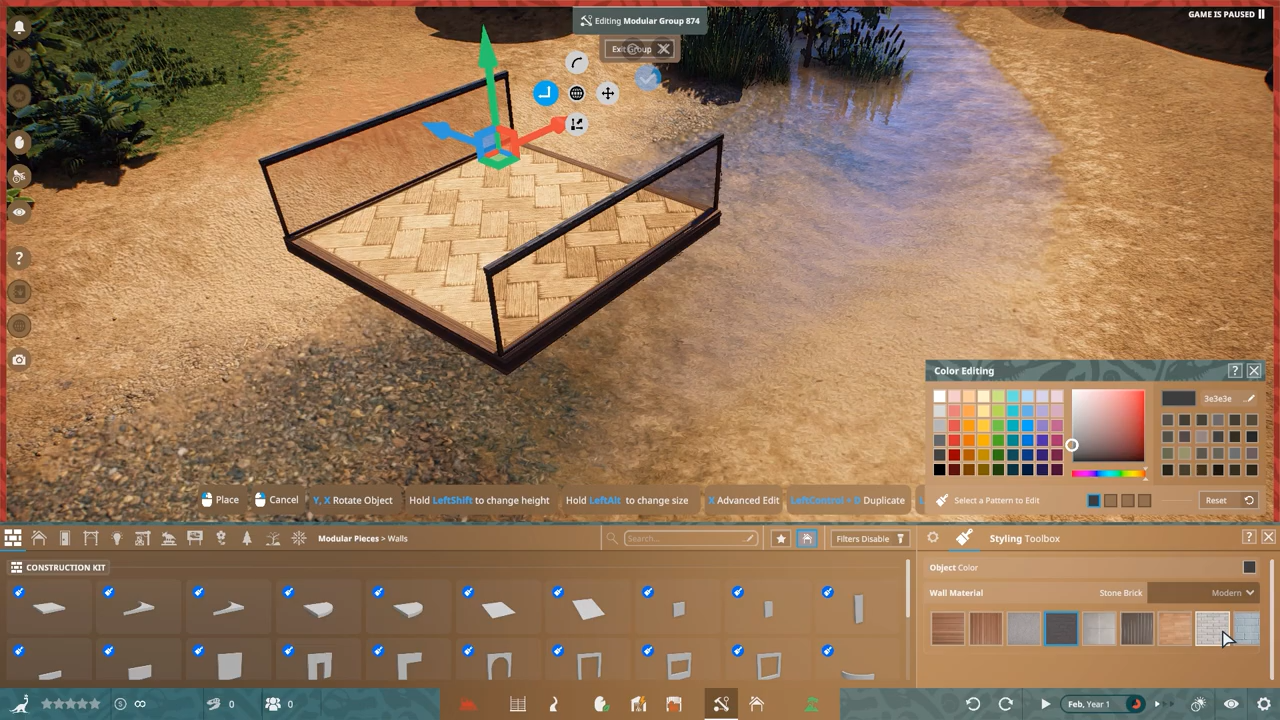 Editing Modular Group 874
GAME IS PAUSED
Exit Group
Color Editing
?
3e3e3e
Select a Pattern to Edit
Reset
Place
Cancel
Y, X Rotate Object
Hold LeftShift to change height
Hold LeftAlt to change size
X Advanced Edit
LeftControl + D Duplicate
?
Modular Pieces > Walls
Search...
Filters Disable
Styling Toolbox
?
CONSTRUCTION KIT
Object Color
Wall Material
Stone Brick
Modern
∞
0
0
Feb, Year 1